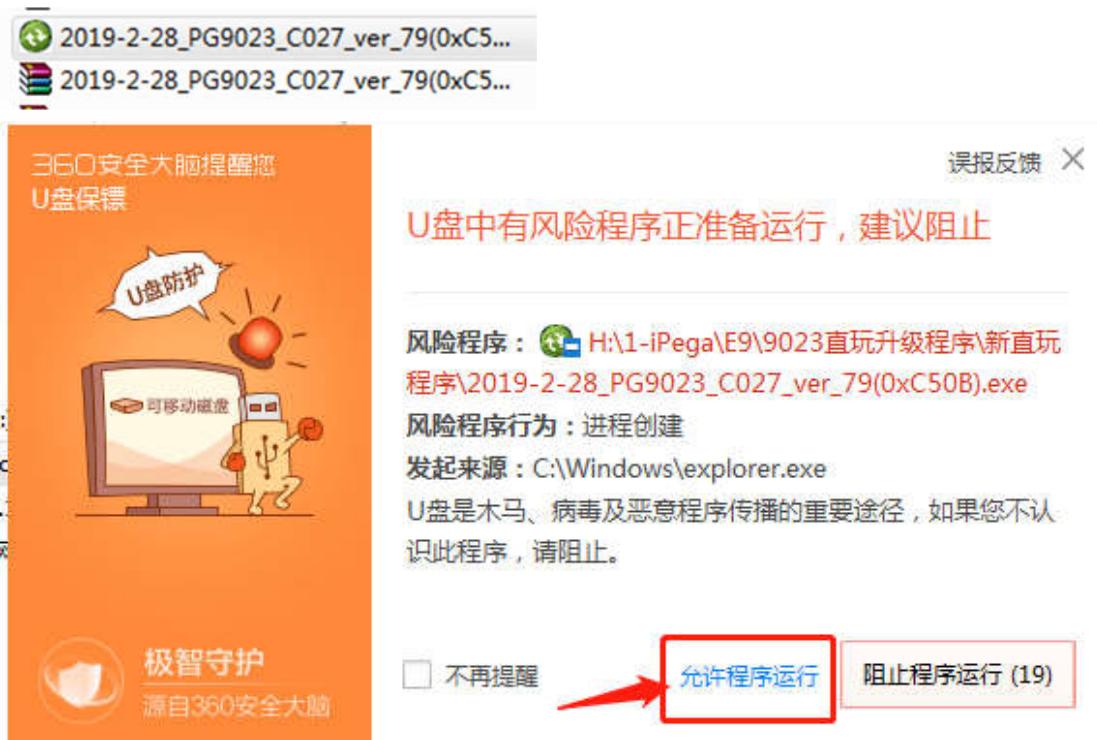 2019-2-28_PG9023_C027_ver_79(0xC5...
2019-2-28_PG9023_C027_ver_79(0xC5...
360安全大脑提醒您
U盘保镖
U盘防护
可移动磁盘
极智守护
源自360安全大脑
误报反馈
U盘中有风险程序正准备运行，建议阻止
风险程序： H:\1-iPega\E9\9023直玩升级程序\新直玩
程序\2019-2-28_PG9023_C027_ver_79(0xC50B).exe
风险程序行为：进程创建
发起来源：C:\Windows\explorer.exe
U盘是木马、病毒及恶意程序传播的重要途径，如果您不认
识此程序，请阻止。
不再提醒
允许程序运行
阻止程序运行 (19)